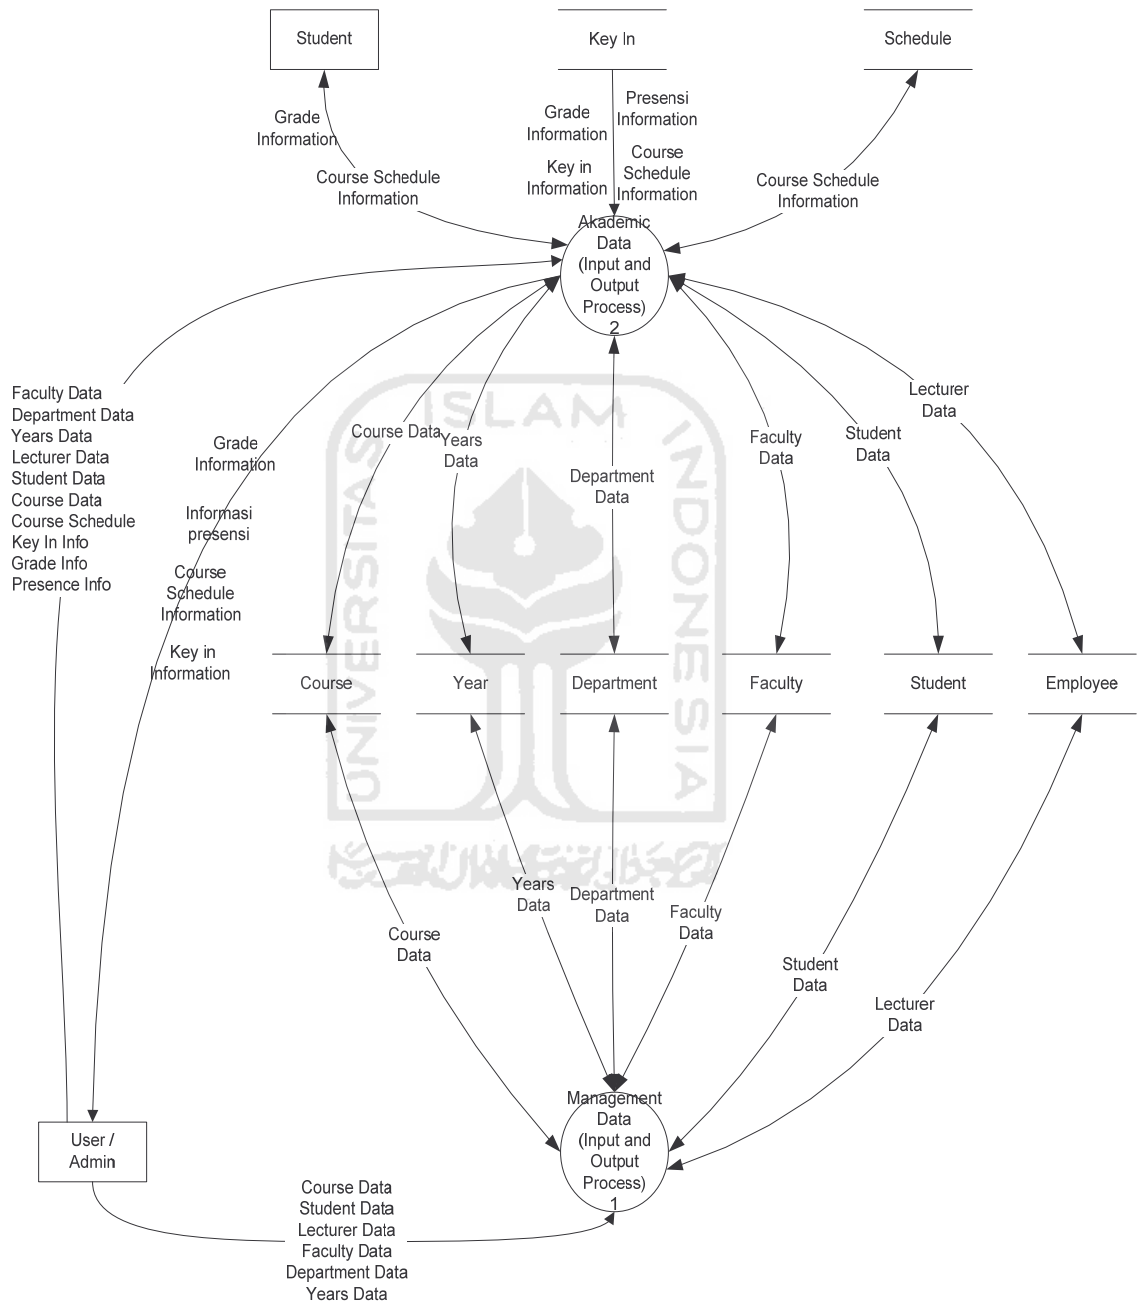 Student
Key In
Schedule
Grade
Information
Course Schedule
Information
Grade
Information
Key in
Information
Presensi
Information
Course
Schedule
Information
Course Schedule
Information
Akademic
Data
(Input and
Output
Process)
2
Faculty Data
Department Data
Years Data
Lecturer Data
Student Data
Course Data
Course Schedule
Key In Info
Grade Info
Presence Info
Grade
Information
Informasi
presensi
Course
Schedule
Information
Key in
Information
Course Data
Years
Data
Department
Data
Faculty
Data
Student
Data
Lecturer
Data
UNIVERSITAS
ISLAM
INDONESIA
Course
Year
Department
Faculty
Student
Employee
Course
Data
Years
Data
Department
Data
Faculty
Data
Student
Data
Lecturer
Data
Management
Data
(Input and
Output
Process)
1
User /
Admin
Course Data
Student Data
Lecturer Data
Faculty Data
Department Data
Years Data